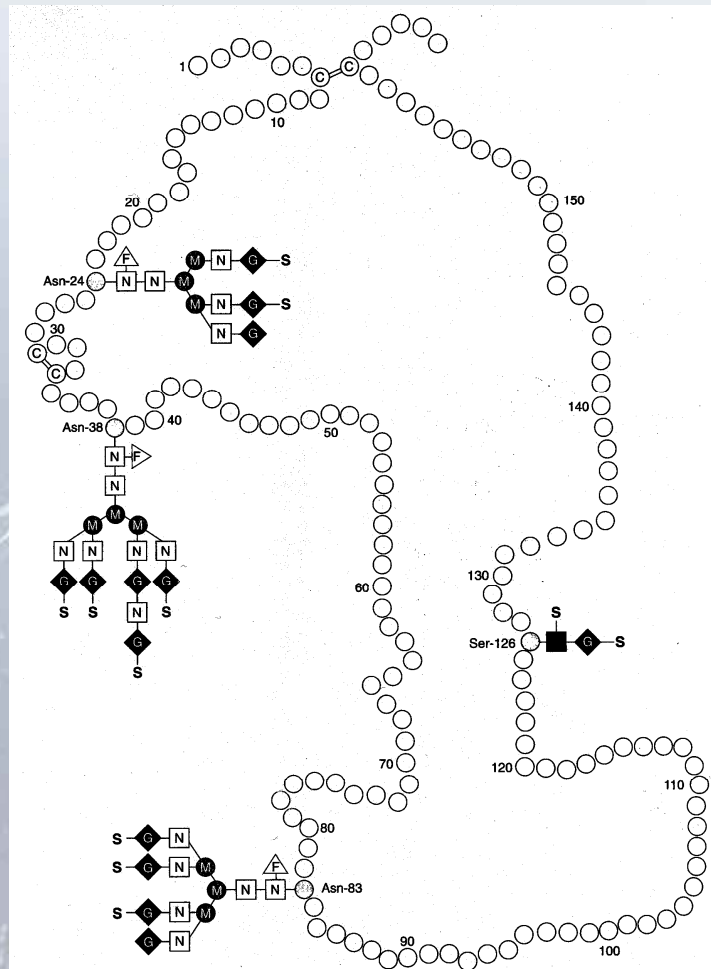 1
C C
10
150
20
F
Asn-24 N N M
M N G S
M N G S
N G
30
C
C
Asn-38
40
50
140
N F
N
M
M M
N N N N
G G G G
S S N S
G
S
60
130
S
Ser-126 G S
70
120
110
80
S G N
S G N M
F
M N N Asn-83
S G N M
G N
90
100